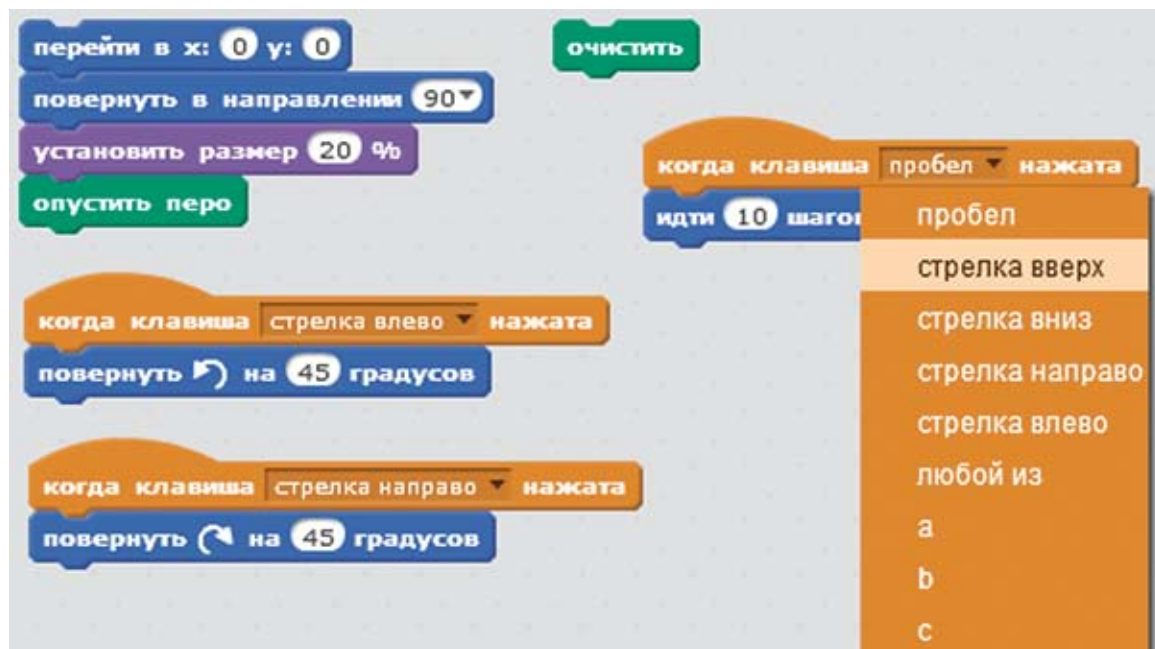 перейти в x: 0 y: 0
повернуть в направлении 90
установить размер 20 %
опустить перо
очистить
когда клавиша стрелка влево нажата
повернуть на 45 градусов
когда клавиша стрелка направо нажата
повернуть на 45 градусов
когда клавиша пробел нажата
идти 10 шагов
пробел
стрелка вверх
стрелка вниз
стрелка направо
стрелка влево
любой из
a
b
c